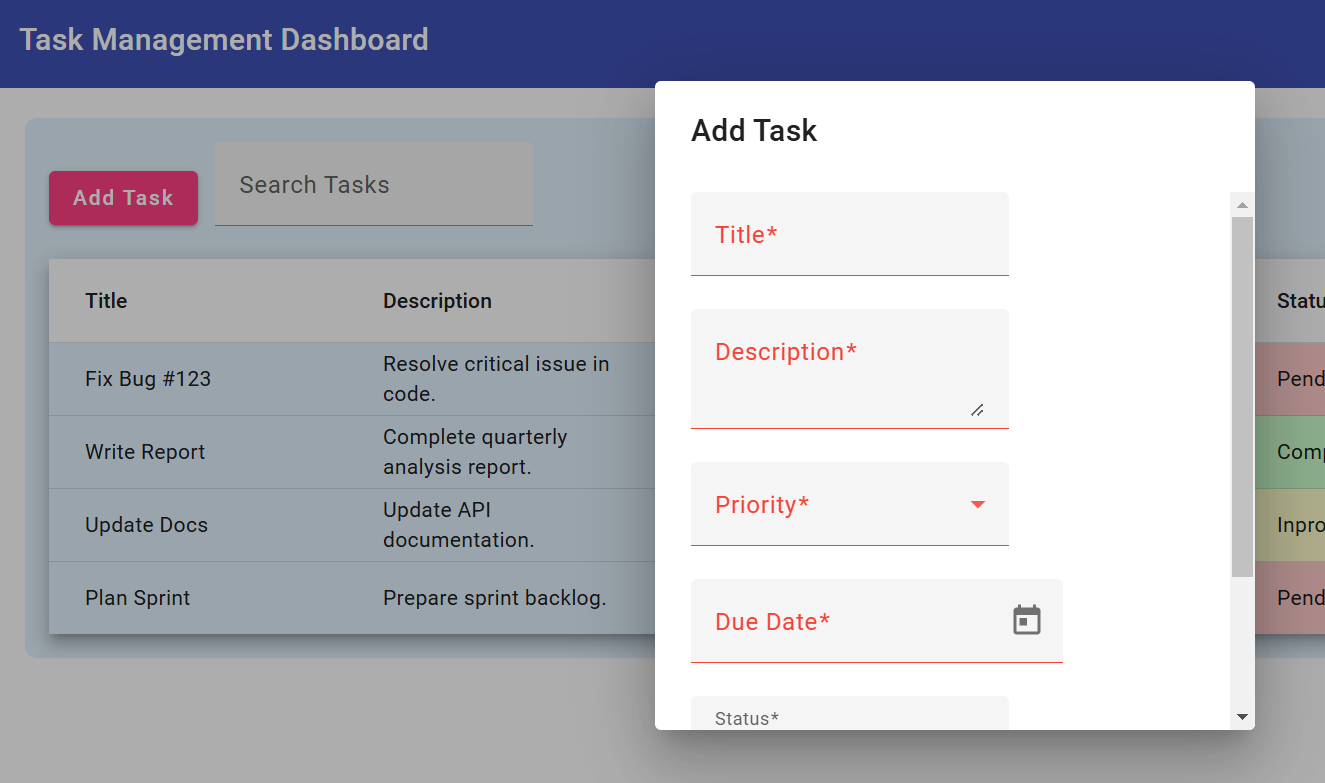 Task Management Dashboard
Add Task
Search Tasks
Title Description
Fix Bug #123
Resolve critical issue in
code.
Write Report
Complete quarterly
analysis report.
Update Docs
Update API
documentation.
Plan Sprint
Prepare sprint backlog.
Add Task
Title*
Description*
Priority*
Due Date*
Status*
Statu
Pend
Comp
Inpro
Pend